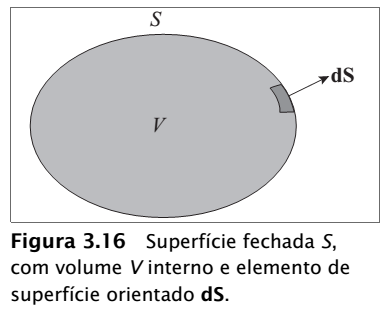 S
dS
V
Figura 3.16 Superfície fechada S,
com volume V interno e elemento de
superfície orientado dS.